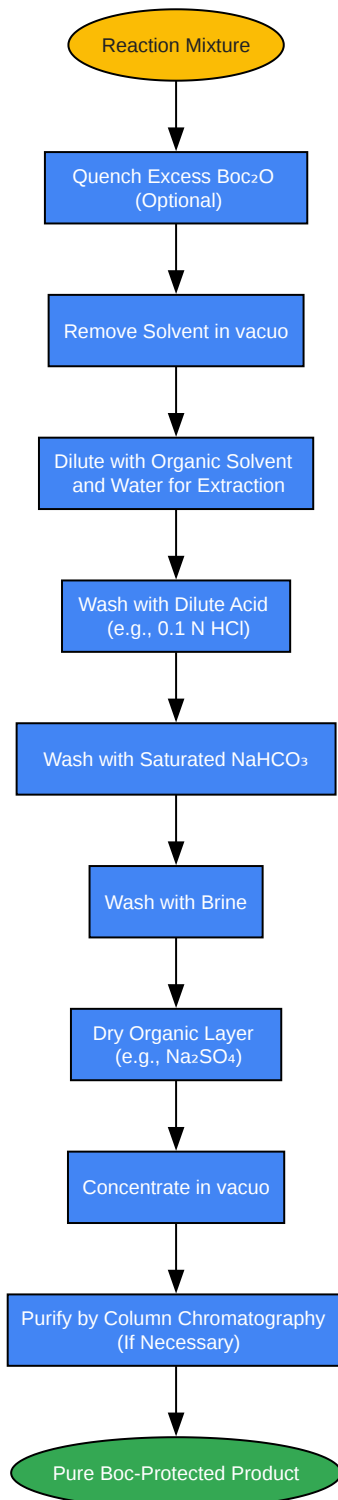 Reaction Mixture
Quench Excess Boc₂O
(Optional)
Remove Solvent in vacuo
Dilute with Organic Solvent
and Water for Extraction
Wash with Dilute Acid
(e.g., 0.1 N HCl)
Wash with Saturated NaHCO₃
Wash with Brine
Dry Organic Layer
(e.g., Na₂SO₄)
Concentrate in vacuo
Purify by Column Chromatography
(If Necessary)
Pure Boc-Protected Product